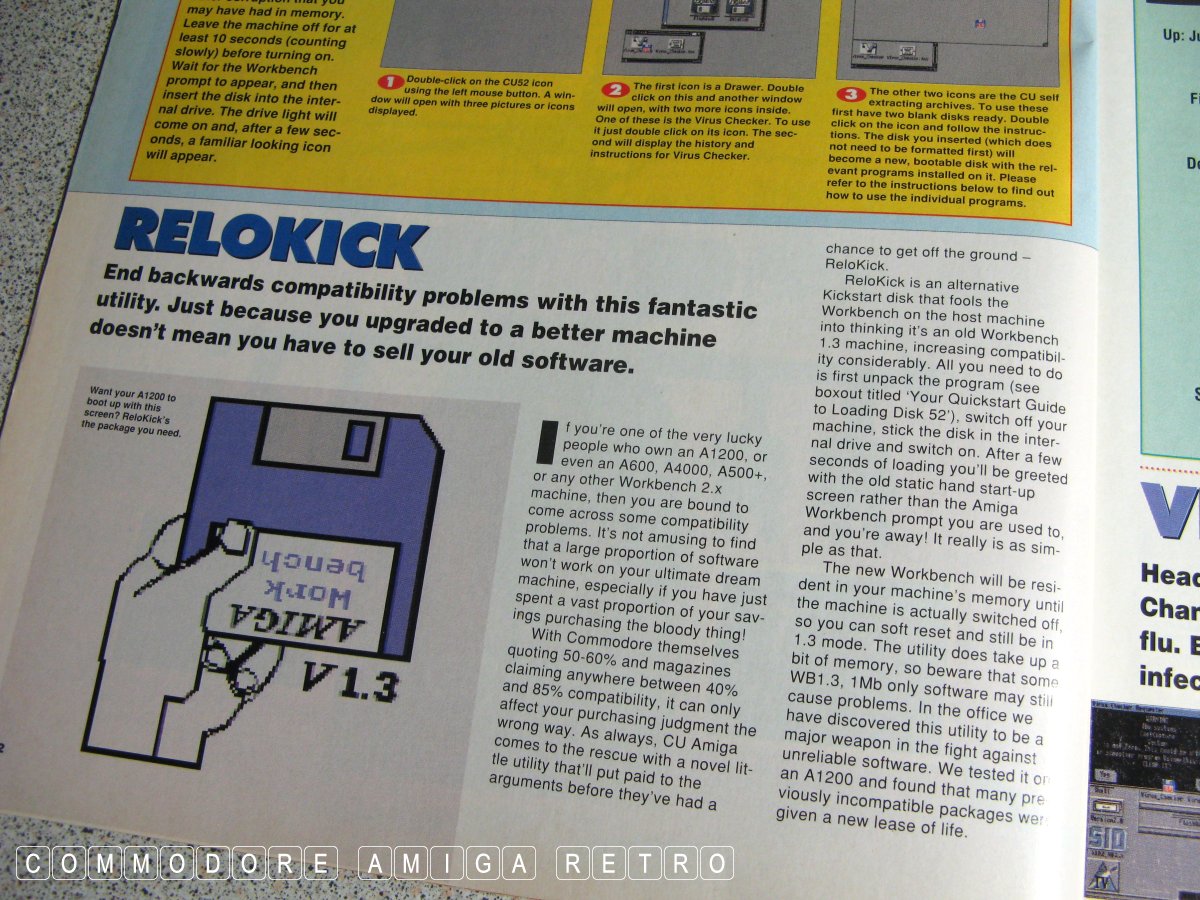 may have had in memory.
Leave the machine off for at
least 10 seconds (counting
slowly) before turning on.
Wait for the Workbench
prompt to appear, and then
insert the disk into the inter-
nal drive. The drive light will
come on and, after a few sec-
onds, a familiar looking icon
will appear.
1 Double-click on the CU52 icon
using the left mouse button. A win-
dow will open with three pictures or icons
displayed.
2 The first icon is a Drawer. Double
click on this and another window
will open, with two more icons inside.
One of these is the Virus Checker. To use
it just double click on its icon. The sec-
ond will display the history and
instructions for Virus Checker.
3 The other two icons are the CU self
extracting archives. To use these
first have two blank disks ready. Double
click on the icon and follow the instruc-
tions. The disk you inserted (which does
not need to be formatted first) will
become a new, bootable disk with the rel-
evant programs installed on it. Please
refer to the instructions below to find out
how to use the individual programs.
RELOKICK
End backwards compatibility problems with this fantastic
utility. Just because you upgraded to a better machine
doesn't mean you have to sell your old software.
Want your A1200 to
boot up with this
screen? ReloKick's
the package you need.
AMIGA
Work
bench
V1.3
If you're one of the very lucky
people who own an A1200, or
even an A600, A4000, A500+,
or any other Workbench 2.x
machine, then you are bound to
come across some compatibility
problems. It's not amusing to find
that a large proportion of software
won't work on your ultimate dream
machine, especially if you have just
spent a vast proportion of your sav-
ings purchasing the bloody thing!
With Commodore themselves
quoting 50-60% and magazines
claiming anywhere between 40%
and 85% compatibility, it can only
affect your purchasing judgment the
wrong way. As always, CU Amiga
comes to the rescue with a novel lit-
tle utility that'll put paid to the
arguments before they've had a
chance to get off the ground –
ReloKick.
ReloKick is an alternative
Kickstart disk that fools the
Workbench on the host machine
into thinking it's an old Workbench
1.3 machine, increasing compatibil-
ity considerably. All you need to do
is first unpack the program (see
boxout titled 'Your Quickstart Guide
to Loading Disk 52'), switch off your
machine, stick the disk in the inter-
nal drive and switch on. After a few
seconds of loading you'll be greeted
with the old static hand start-up
screen rather than the Amiga
Workbench prompt you are used to,
and you're away! It really is as sim-
ple as that.
The new Workbench will be resi-
dent in your machine's memory until
the machine is actually switched off,
so you can soft reset and still be in
1.3 mode. The utility does take up a
bit of memory, so beware that some
WB1.3, 1Mb only software may still
cause problems. In the office we
have discovered this utility to be a
major weapon in the fight against
unreliable software. We tested it on
an A1200 and found that many pre-
viously incompatible packages were
given a new lease of life.
Up:
Head
flu.
infec
COMMODORE AMIGA RETRO